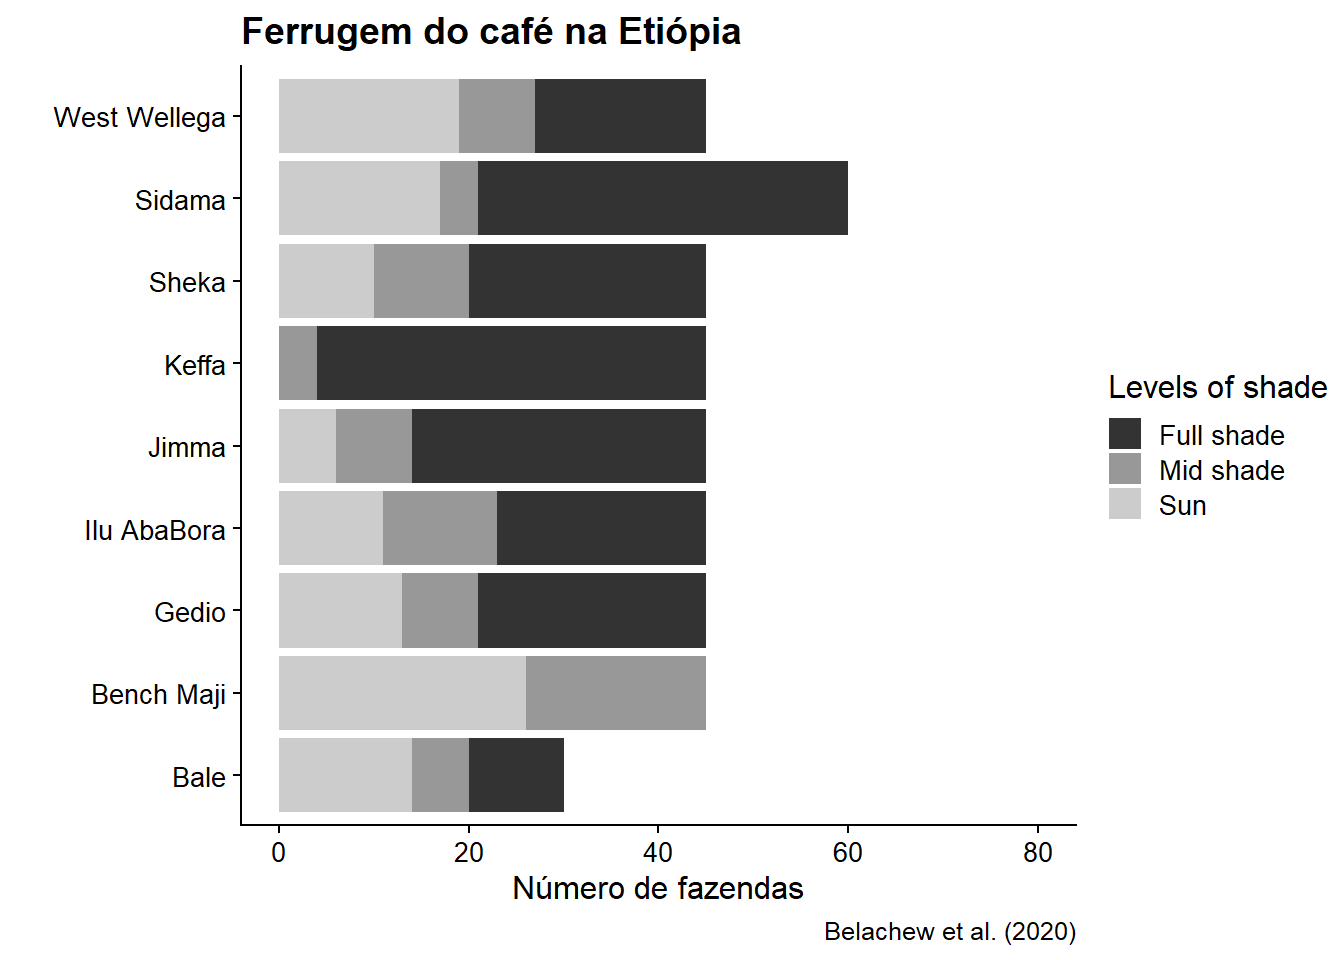 Ferrugem do café na Etiópia
West Wellega
Sidama
Sheka
Keffa
Jimma
Ilu AbaBora
Gedio
Bench Maji
Bale
0 20 40 60 80
Número de fazendas
Belachew et al. (2020)
Levels of shade
Full shade
Mid shade
Sun